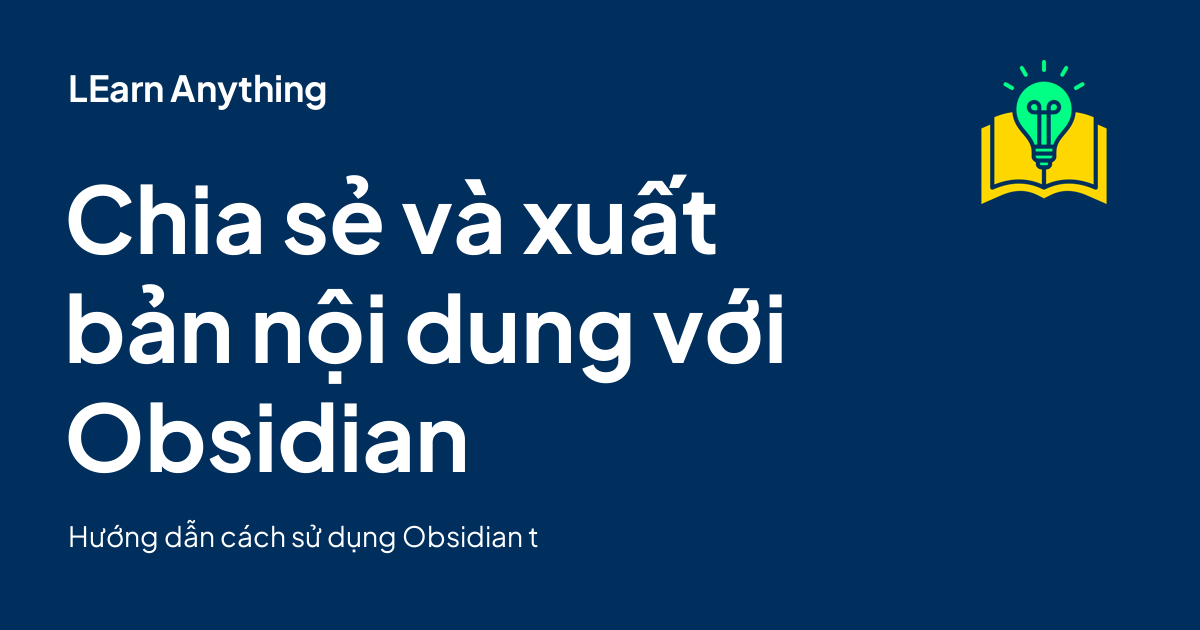 LEarn Anything
Chia sẻ và xuất
bản nội dung với
Obsidian
Hướng dẫn cách sử dụng Obsidian t